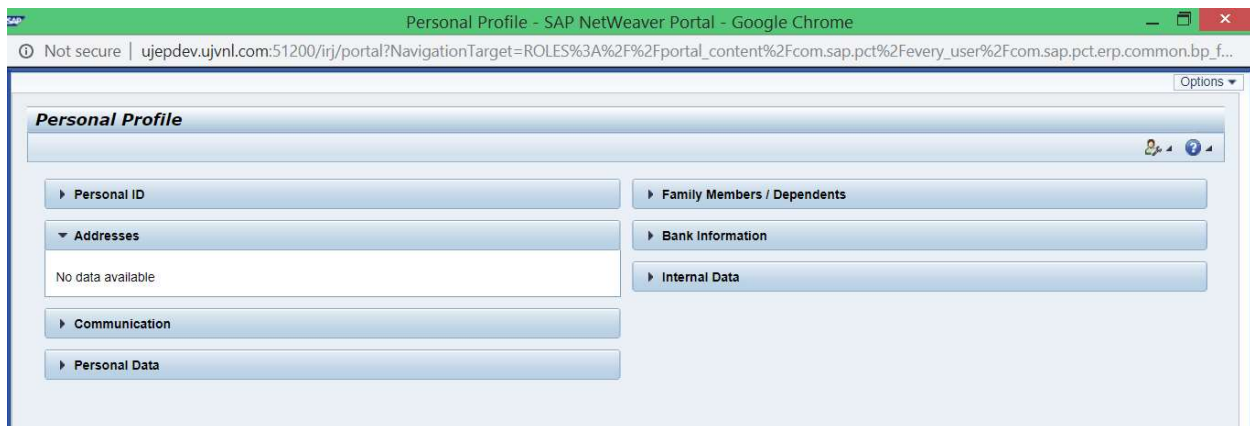 SAP
Personal Profile - SAP NetWeaver Portal - Google Chrome
Not secure | ujepdev.ujvnl.com:51200/irj/portal?NavigationTarget=ROLES%3A%2F%2Fportal_content%2Fcom.sap.pct%2Fevery_user%2Fcom.sap.pct.erp.common.bp_f...
Options
Personal Profile
Personal ID
Addresses
No data available
Communication
Personal Data
Family Members / Dependents
Bank Information
Internal Data